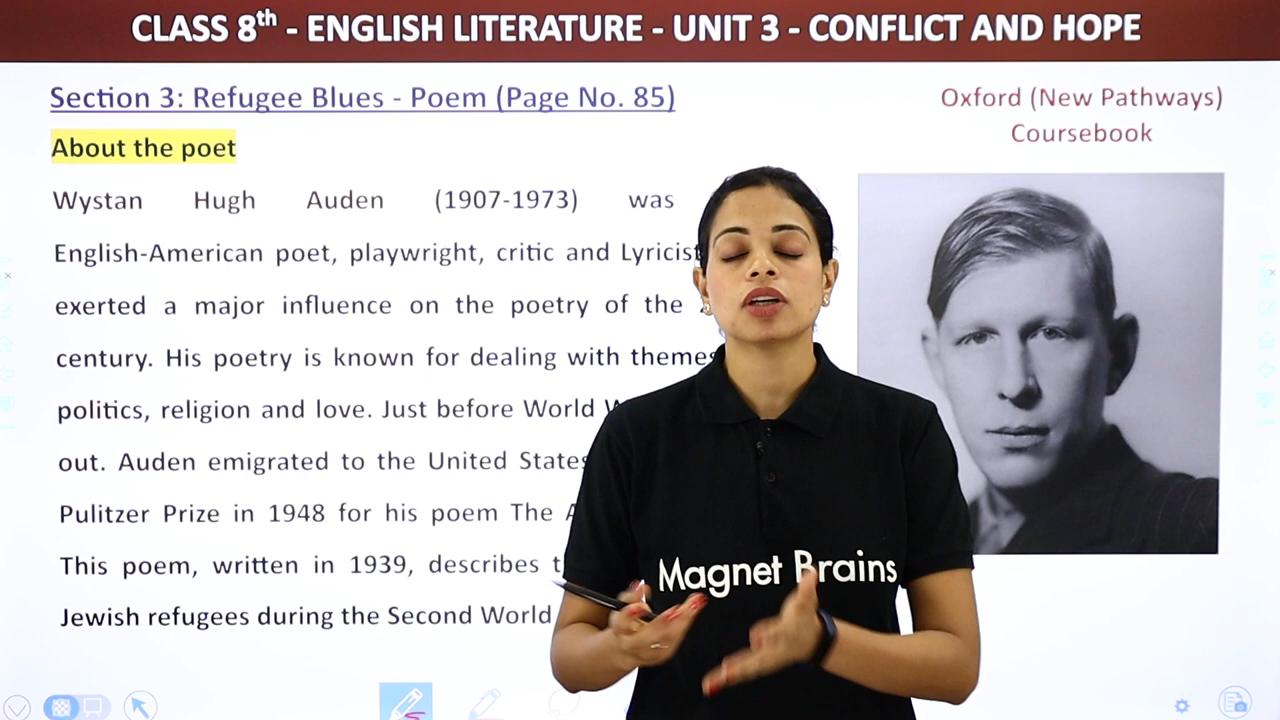 CLASS 8th - ENGLISH LITERATURE - UNIT 3 - CONFLICT AND HOPE
Section 3: Refugee Blues - Poem (Page No. 85)
Oxford (New Pathways)
Coursebook
About the poet
Wystan Hugh Auden (1907-1973) was
English-American poet, playwright, critic and Lyricist
exerted a major influence on the poetry of the
century. His poetry is known for dealing with themes
politics, religion and love. Just before World
out. Auden emigrated to the United States
Pulitzer Prize in 1948 for his poem The
This poem, written in 1939, describes
Jewish refugees during the Second World
Magnet Brains